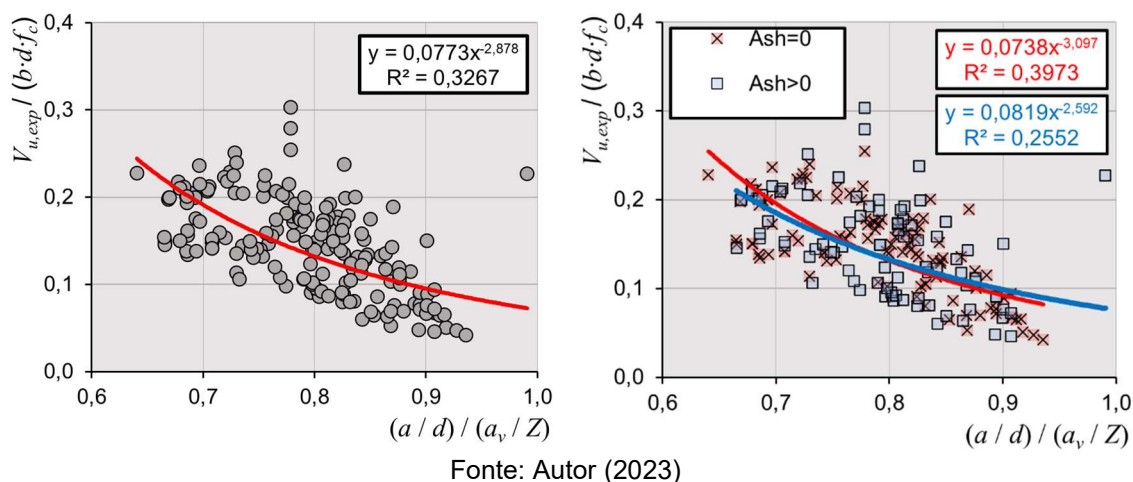 0,4
0,3
0,2
0,1
0,0
V_{u,exp} / (b·d·f_c)
y = 0,0773x^{-2,878}
R² = 0,3267
0,6 0,7 0,8 0,9 1,0
(a / d) / (a_v / Z)
0,4
0,3
0,2
0,1
0,0
V_{u,exp} / (b·d·f_c)
Ash=0
Ash>0
y = 0,0738x^{-3,097}
R² = 0,3973
y = 0,0819x^{-2,592}
R² = 0,2552
0,6 0,7 0,8 0,9 1,0
(a / d) / (a_v / Z)
Fonte: Autor (2023)